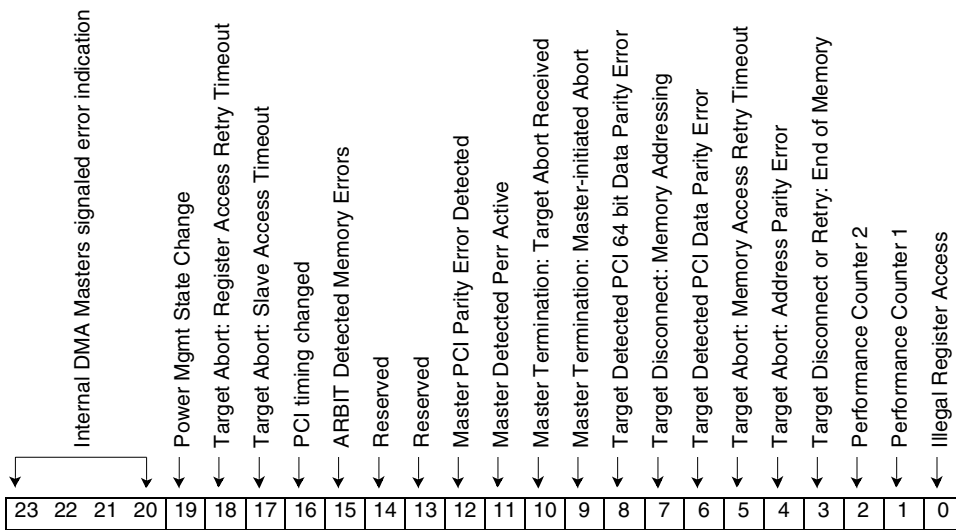 Internal DMA Masters signaled error indication
Power Mgmt State Change
Target Abort: Register Access Retry Timeout
Target Abort: Slave Access Timeout
PCI timing changed
ARBIT Detected Memory Errors
Reserved
Reserved
Master PCI Parity Error Detected
Master Detected Perr Active
Master Termination: Target Abort Received
Master Termination: Master-initiated Abort
Target Detected PCI 64 bit Data Parity Error
Target Disconnect: Memory Addressing
Target Detected PCI Data Parity Error
Target Abort: Memory Access Retry Timeout
Target Abort: Address Parity Error
Target Disconnect or Retry: End of Memory
Performance Counter 2
Performance Counter 1
Illegal Register Access
23 22 21 20 19 18 17 16 15 14 13 12 11 10 9 8 7 6 5 4 3 2 1 0